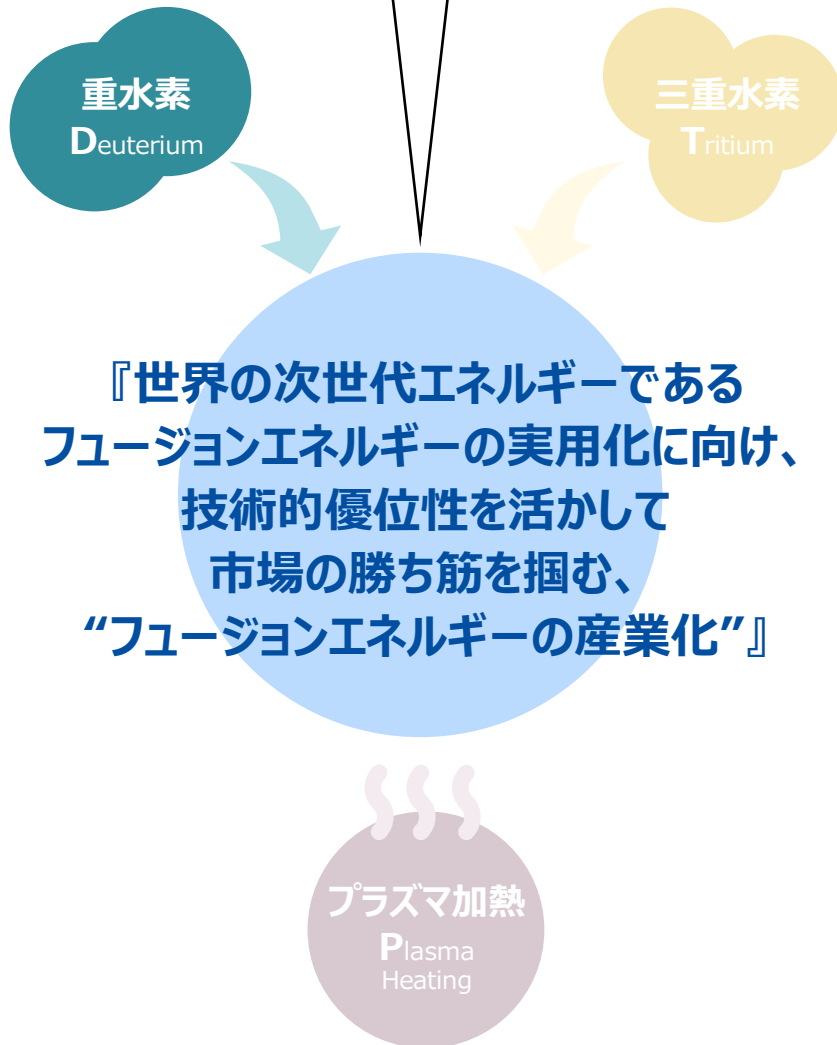 重水素
Deuterium
三重水素
Tritium
『世界の次世代エネルギーである
フュージョンエネルギーの実用化に向け、
技術的優位性を活かして
市場の勝ち筋を掴む、
“フュージョンエネルギーの産業化”』
プラズマ加熱
Plasma
Heating